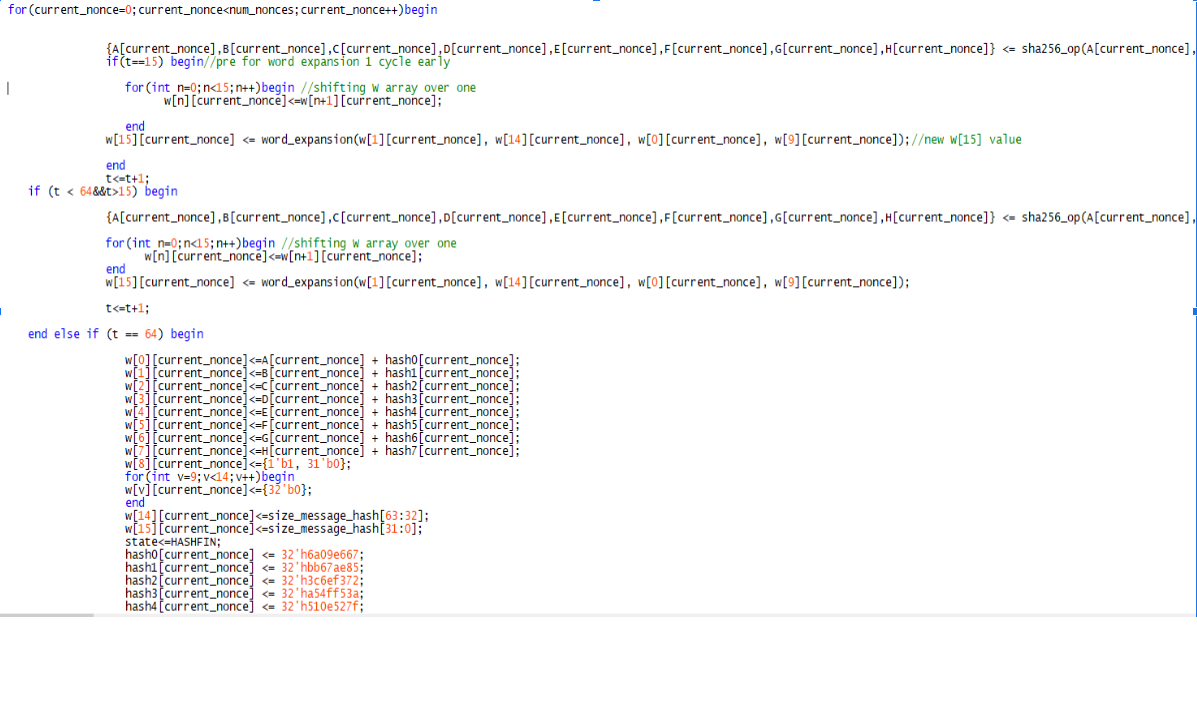 for(current_nonce=0;current_nonce<num_nonces;current_nonce++)begin
{A[current_nonce],B[current_nonce],C[current_nonce],D[current_nonce],E[current_nonce],F[current_nonce],G[current_nonce],H[current_nonce]} <= sha256_op(A[current_nonce],
if(t==15) begin//pre for word expansion 1 cycle early
for(int n=0;n<15;n++)begin //shifting W array over one
w[n][current_nonce]<=w[n+1][current_nonce];
end
w[15][current_nonce] <= word_expansion(w[1][current_nonce], w[14][current_nonce], w[0][current_nonce], w[9][current_nonce]);//new W[15] value
end
t<=t+1;
if (t < 64&&t>15) begin
{A[current_nonce],B[current_nonce],C[current_nonce],D[current_nonce],E[current_nonce],F[current_nonce],G[current_nonce],H[current_nonce]} <= sha256_op(A[current_nonce],
for(int n=0;n<15;n++)begin //shifting W array over one
w[n][current_nonce]<=w[n+1][current_nonce];
end
w[15][current_nonce] <= word_expansion(w[1][current_nonce], w[14][current_nonce], w[0][current_nonce], w[9][current_nonce]);
t<=t+1;
end else if (t == 64) begin
w[0][current_nonce]<=A[current_nonce] + hash0[current_nonce];
w[1][current_nonce]<=B[current_nonce] + hash1[current_nonce];
w[2][current_nonce]<=C[current_nonce] + hash2[current_nonce];
w[3][current_nonce]<=D[current_nonce] + hash3[current_nonce];
w[4][current_nonce]<=E[current_nonce] + hash4[current_nonce];
w[5][current_nonce]<=F[current_nonce] + hash5[current_nonce];
w[6][current_nonce]<=G[current_nonce] + hash6[current_nonce];
w[7][current_nonce]<=H[current_nonce] + hash7[current_nonce];
w[8][current_nonce]<={1'b1, 31'b0};
for(int v=9;v<14;v++)begin
w[v][current_nonce]<={32'b0};
end
w[14][current_nonce]<=size_message_hash[63:32];
w[15][current_nonce]<=size_message_hash[31:0];
state<=HASHFIN;
hash0[current_nonce] <= 32'h6a09e667;
hash1[current_nonce] <= 32'hbb67ae85;
hash2[current_nonce] <= 32'h3c6ef372;
hash3[current_nonce] <= 32'ha54ff53a;
hash4[current_nonce] <= 32'h510e527f;